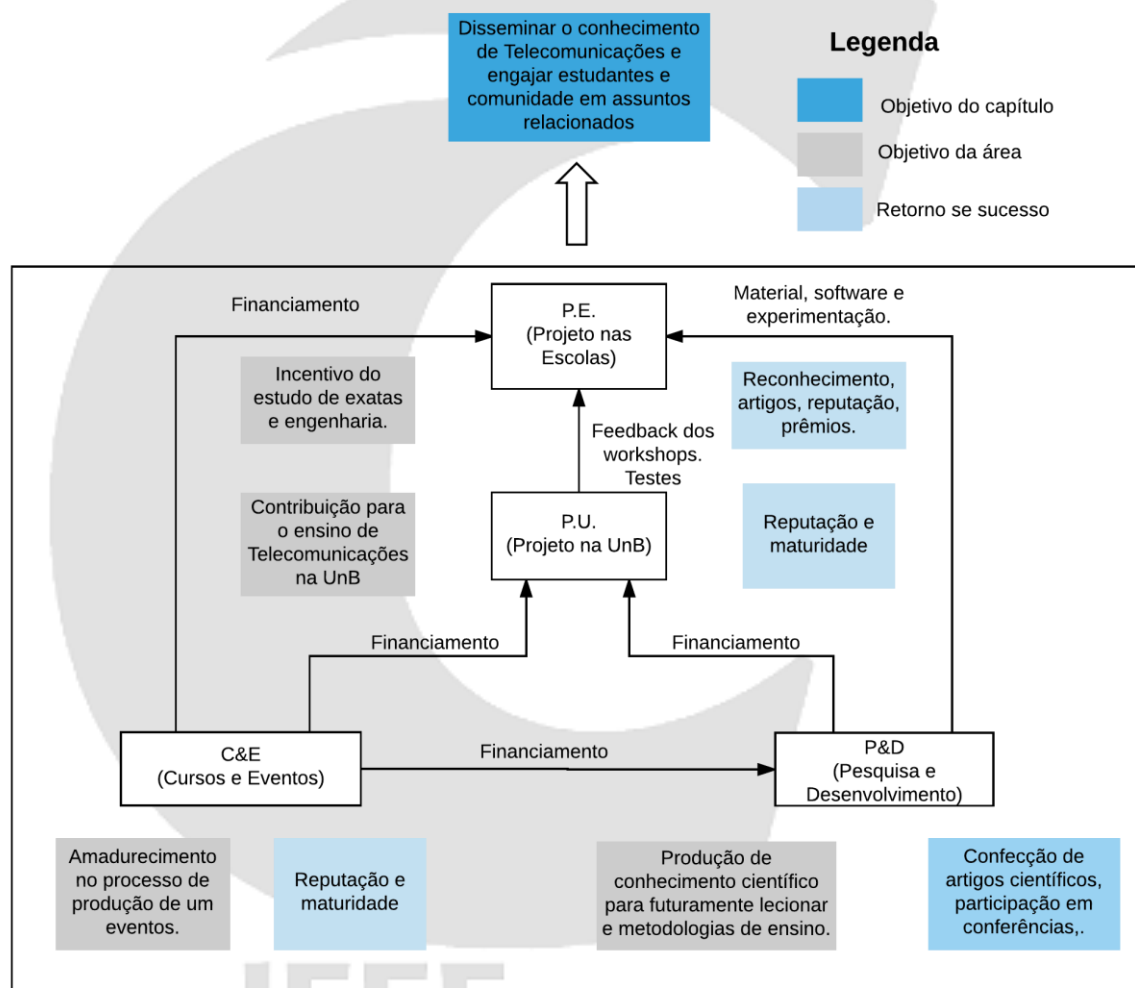 Disseminar o conhecimento
de Telecomunicações e
engajar estudantes e
comunidade em assuntos
relacionados
Legenda
Objetivo do capítulo
Objetivo da área
Retorno se sucesso
Financiamento
P.E.
(Projeto nas
Escolas)
Material, software e
experimentação.
Incentivo do
estudo de exatas
e engenharia.
Feedback dos
workshops.
Testes
Reconhecimento,
artigos, reputação,
prêmios.
Contribuição para
o ensino de
Telecomunicações
na UnB
P.U.
(Projeto na UnB)
Reputação e
maturidade
Financiamento
Financiamento
C&E
(Cursos e Eventos)
Financiamento
P&D
(Pesquisa e
Desenvolvimento)
Amadurecimento
no processo de
produção de um
eventos.
Reputação e
maturidade
Produção de
conhecimento científico
para futuramente lecionar
e metodologias de ensino.
Confecção de
artigos científicos,
participação em
conferências,.